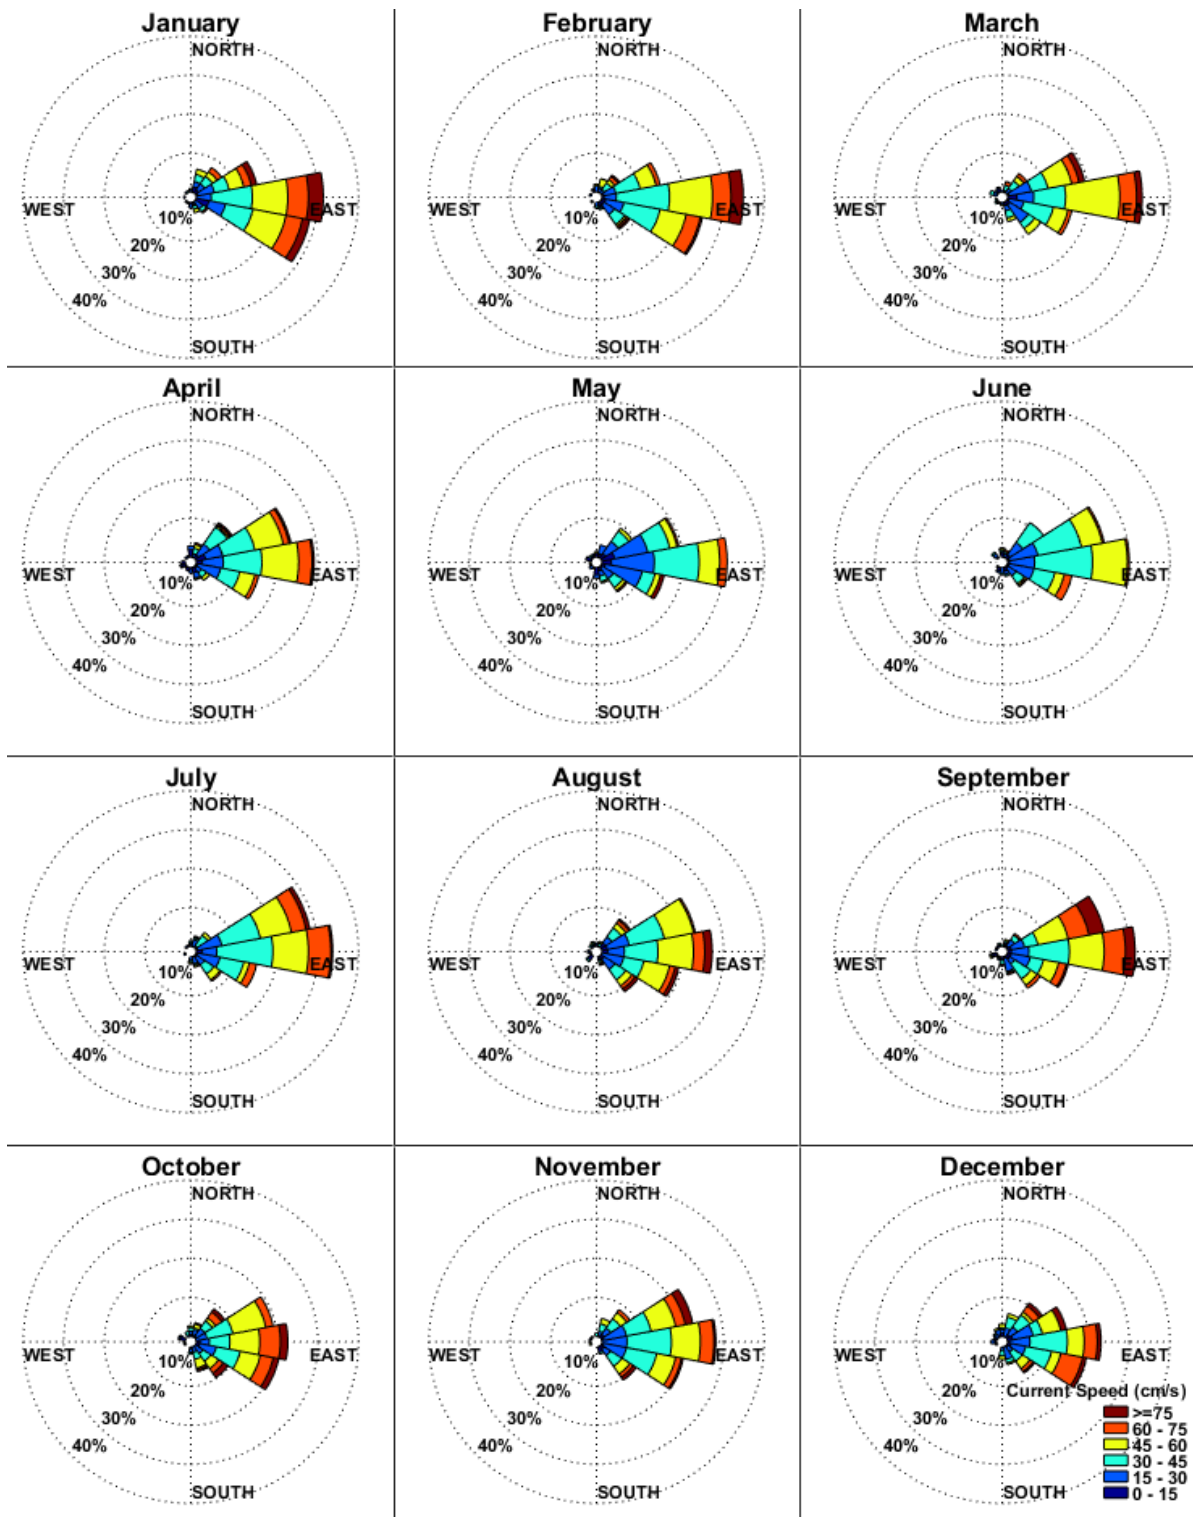 January
NORTH
WEST
EAST
10%
20%
30%
40%
SOUTH
February
NORTH
WEST
EAST
10%
20%
30%
40%
SOUTH
March
NORTH
WEST
EAST
10%
20%
30%
40%
SOUTH
April
NORTH
WEST
EAST
10%
20%
30%
40%
SOUTH
May
NORTH
WEST
EAST
10%
20%
30%
40%
SOUTH
June
NORTH
WEST
EAST
10%
20%
30%
40%
SOUTH
July
NORTH
WEST
EAST
10%
20%
30%
40%
SOUTH
August
NORTH
WEST
EAST
10%
20%
30%
40%
SOUTH
September
NORTH
WEST
EAST
10%
20%
30%
40%
SOUTH
October
NORTH
WEST
EAST
10%
20%
30%
40%
SOUTH
November
NORTH
WEST
EAST
10%
20%
30%
40%
SOUTH
December
NORTH
WEST
EAST
10%
20%
30%
40%
SOUTH
Current Speed (cm/s)
>=75
60 - 75
45 - 60
30 - 45
15 - 30
0 - 15